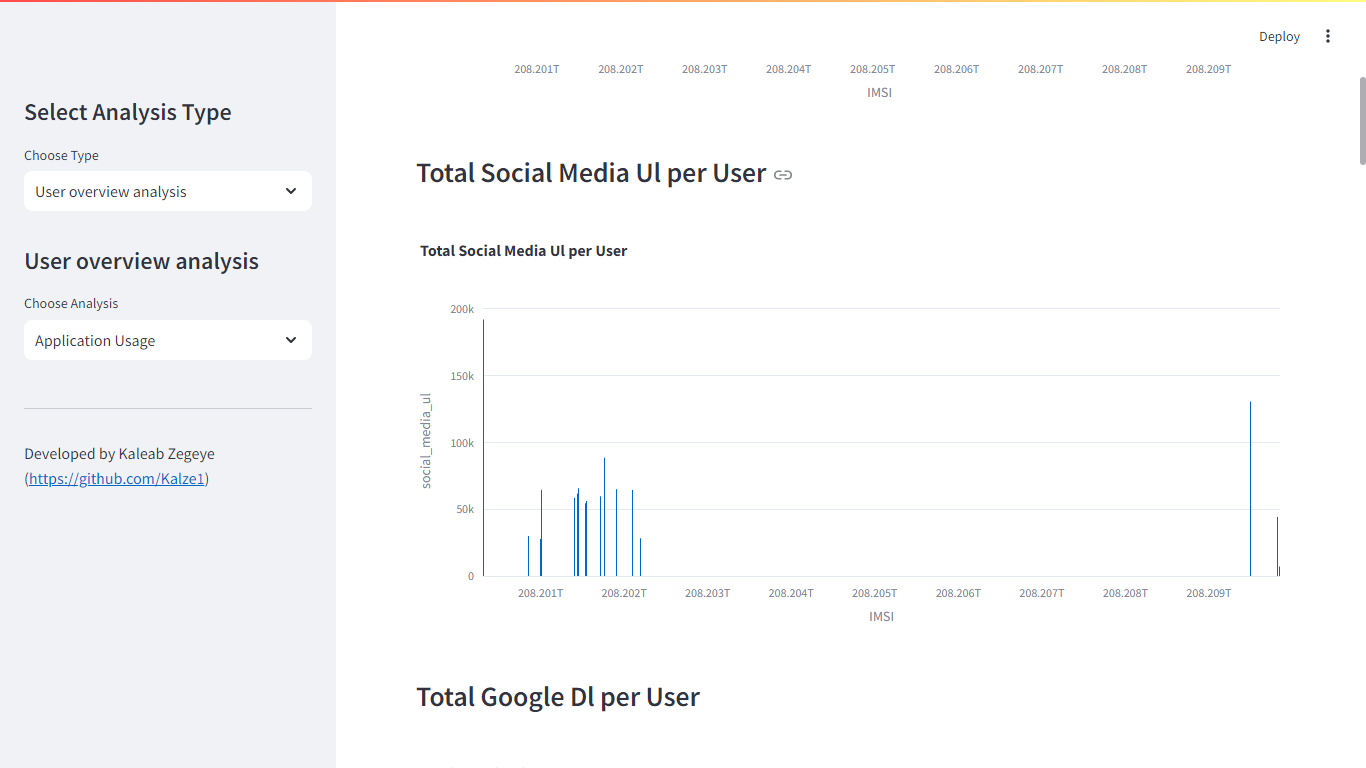 Deploy
Select Analysis Type
Choose Type
User overview analysis
User overview analysis
Choose Analysis
Application Usage
Developed by Kaleab Zegeye
(https://github.com/Kalze1)
208.201T 208.202T 208.203T 208.204T 208.205T 208.206T 208.207T 208.208T 208.209T
IMSI
Total Social Media Ul per User
Total Social Media Ul per User
200k
150k
100k
50k
0
social_media_ul
208.201T 208.202T 208.203T 208.204T 208.205T 208.206T 208.207T 208.208T 208.209T
IMSI
Total Google Dl per User